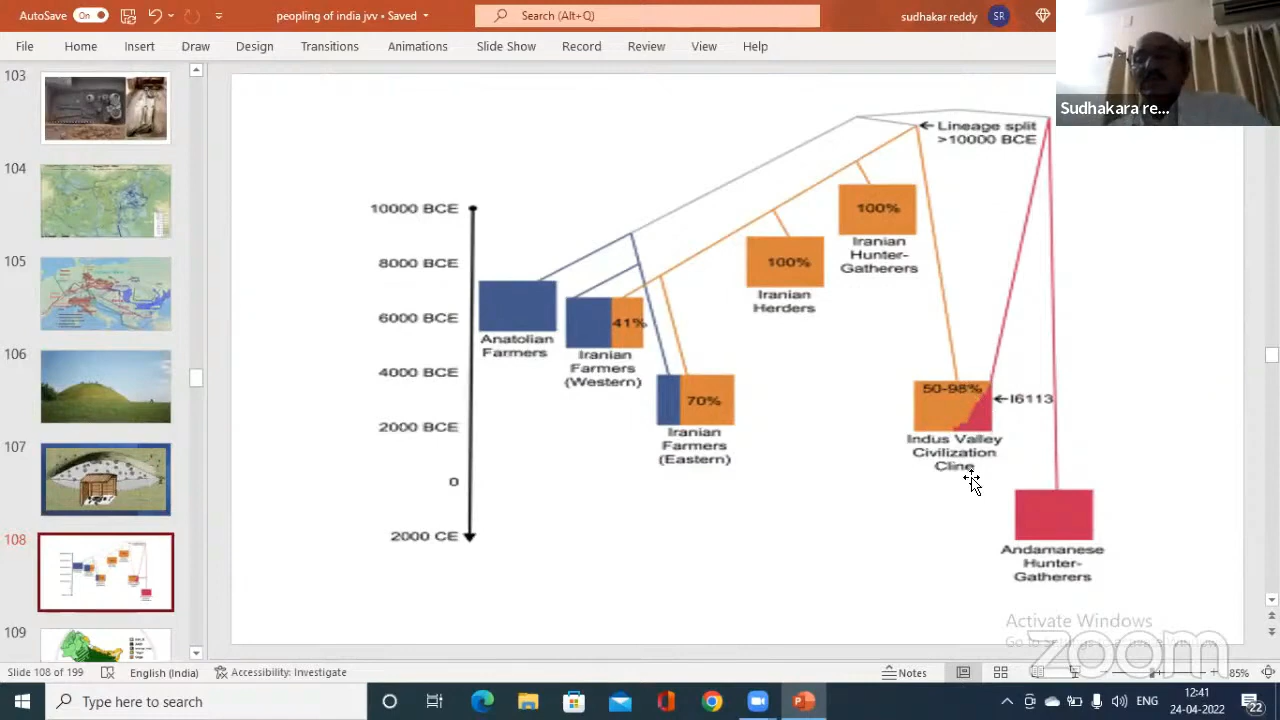 AutoSave
On
peopling of india jvv • Saved
Search (Alt+Q)
sudhakar reddy
SR
File
Home
Insert
Draw
Design
Transitions
Animations
Slide Show
Record
Review
View
Help
Sudhakara re...
103
104
105
106
108
109
Lineage split
>10000 BCE
10000 BCE
8000 BCE
6000 BCE
4000 BCE
2000 BCE
0
2000 CE
100%
Iranian
Hunter-
Gatherers
100%
Iranian
Herders
Anatolian
Farmers
41%
Iranian
Farmers
(Western)
70%
Iranian
Farmers
(Eastern)
50-98%
I6113
Indus Valley
Civilization
Cline
Andamanese
Hunter-
Gatherers
Activate Windows
zoom
Slide 108 of 199
English (India)
Accessibility: Investigate
Notes
85%
Type here to search
ENG
12:41
24-04-2022
22